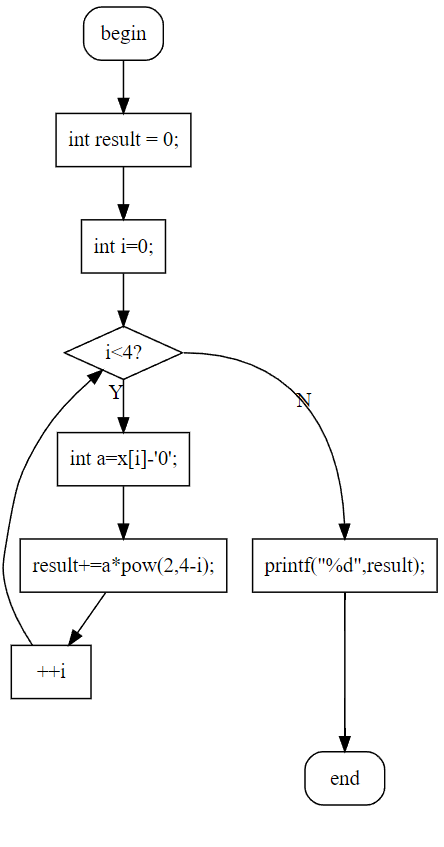 begin
int result = 0;
int i=0;
i<4?
Y
N
int a=x[i]-'0';
result+=a*pow(2,4-i);
printf("%d",result);
++i
end